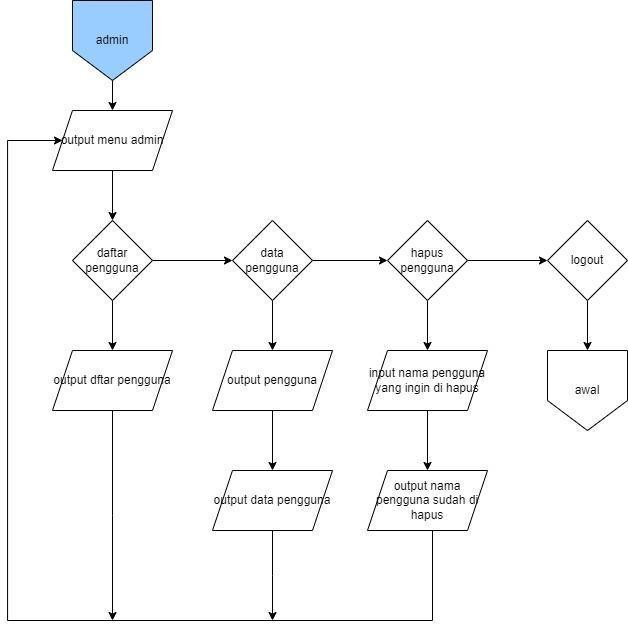 admin
output menu admin
daftar
pengguna
data
pengguna
hapus
pengguna
logout
output dftar pengguna
output pengguna
input nama pengguna
yang ingin di hapus
awal
output data pengguna
output nama
pengguna sudah di
hapus